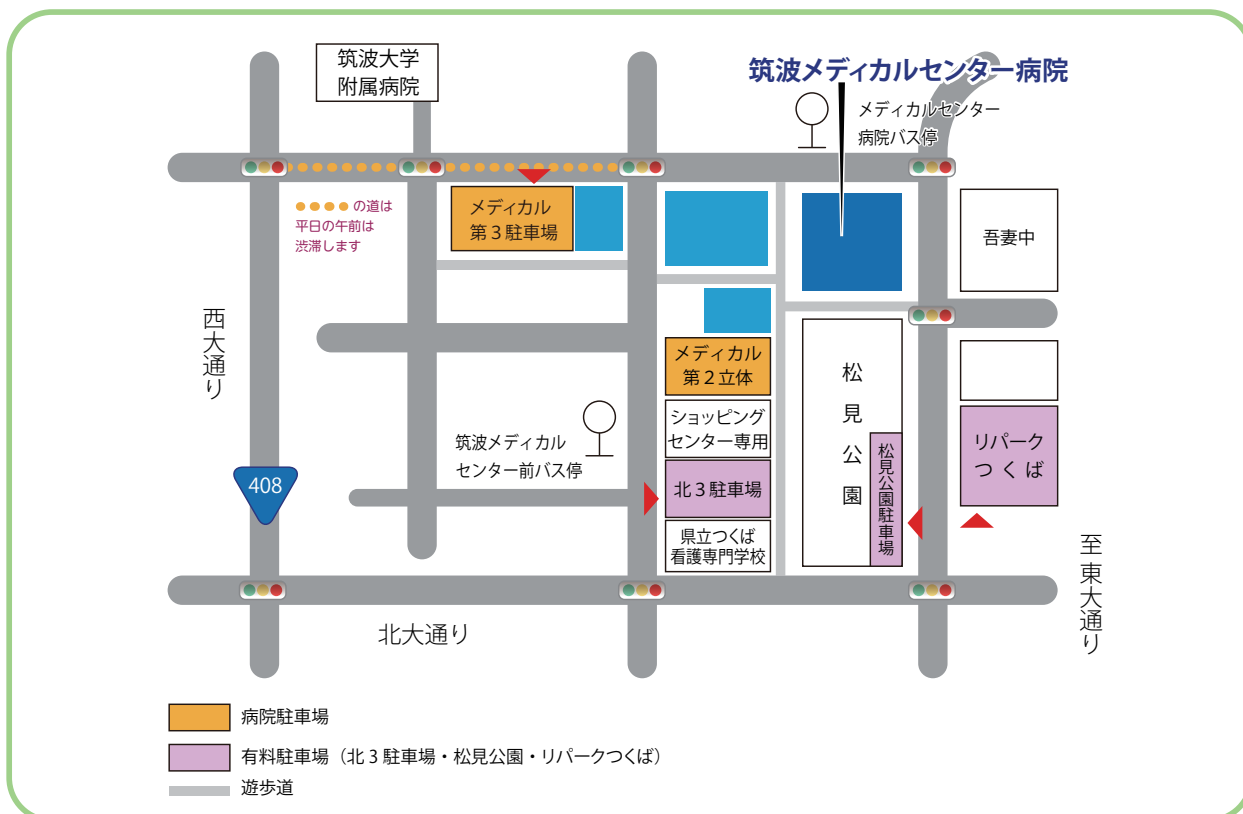 筑波大学
附属病院
筑波メディカルセンター病院
メディカルセンター
病院バス停
の道は
平日の午前は
渋滞します
メディカル
第3駐車場
吾妻中
西大通り
メディカル
第2立体
松見公園
ショッピング
センター専用
筑波メディカル
センター前バス停
リパーク
つくば
松見公園駐車場
408
北3駐車場
県立つくば
看護専門学校
至東大通り
北大通り
病院駐車場
有料駐車場（北3駐車場・松見公園・リパークつくば）
遊歩道